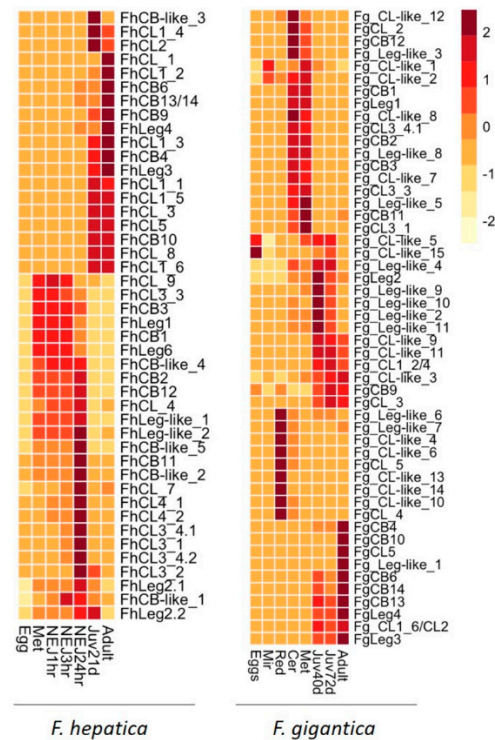 FhCB-like_3
FhCL1_4
FhCL2
FhCL_1
FhCL1_2
FhCB6
FhCB13/14
FhCB9
FhLeg4
FhCL1_3
FhCB4
FhLeg3
FhCL1_1
FhCL1_5
FhCL_3
FhCL5
FhCB10
FhCL_8
FhCL1_6
FhCL_9
FhCL3_3
FhCB3
FhLeg1
FhCB1
FhLeg6
FhCB-like_4
FhCB2
FhCB12
FhCL_4
FhLeg-like_1
FhLeg-like_2
FhCB-like_5
FhCB11
FhCB-like_2
FhCL_7
FhCL4_1
FhCL4_2
FhCL3_4.1
FhCL3_1
FhCL3_4.2
FhCL3_2
FhLeg2.1
FhCB-like_1
FhLeg2.2
Egg
Met
NEJ1hr
NEJ3hr
NEJ24hr
Juv21d
Adult
F. hepatica
Fg_CL-like_12
FgCL_2
FgCB12
Fg_Leg-like_3
Fg_CL-like_1
Fg_CL-like_2
FgCB1
FgLeg1
Fg_CL-like_8
FgCL3_4.1
FgCB2
Fg_Leg-like_8
FgCB3
Fg_CL-like_7
FgCL3_3
Fg_Leg-like_5
FgCB11
FgCL3_1
Fg_CL-like_5
Fg_CL-like_15
Fg_Leg-like_4
FgLeg2
Fg_Leg-like_9
Fg_Leg-like_10
Fg_Leg-like_2
Fg_Leg-like_11
Fg_CL-like_9
Fg_CL-like_11
Fg_CL1_2/4
Fg_CL-like_3
FgCB9
FgCL_3
Fg_Leg-like_6
Fg_Leg-like_7
Fg_CL-like_4
Fg_CL-like_6
FgCL_5
Fg_CL-like_13
Fg_CL-like_14
Fg_CL-like_10
FgCL_4
FgCB4
FgCB10
FgCL5
Fg_Leg-like_1
FgCB6
FgCB14
FgCB13
FgLeg4
Fg_CL1_6/CL2
FgLeg3
Eggs
Mir
Red
Cer
Met
Juv40d
Juv72d
Adult
F. gigantica
2
1
0
-1
-2